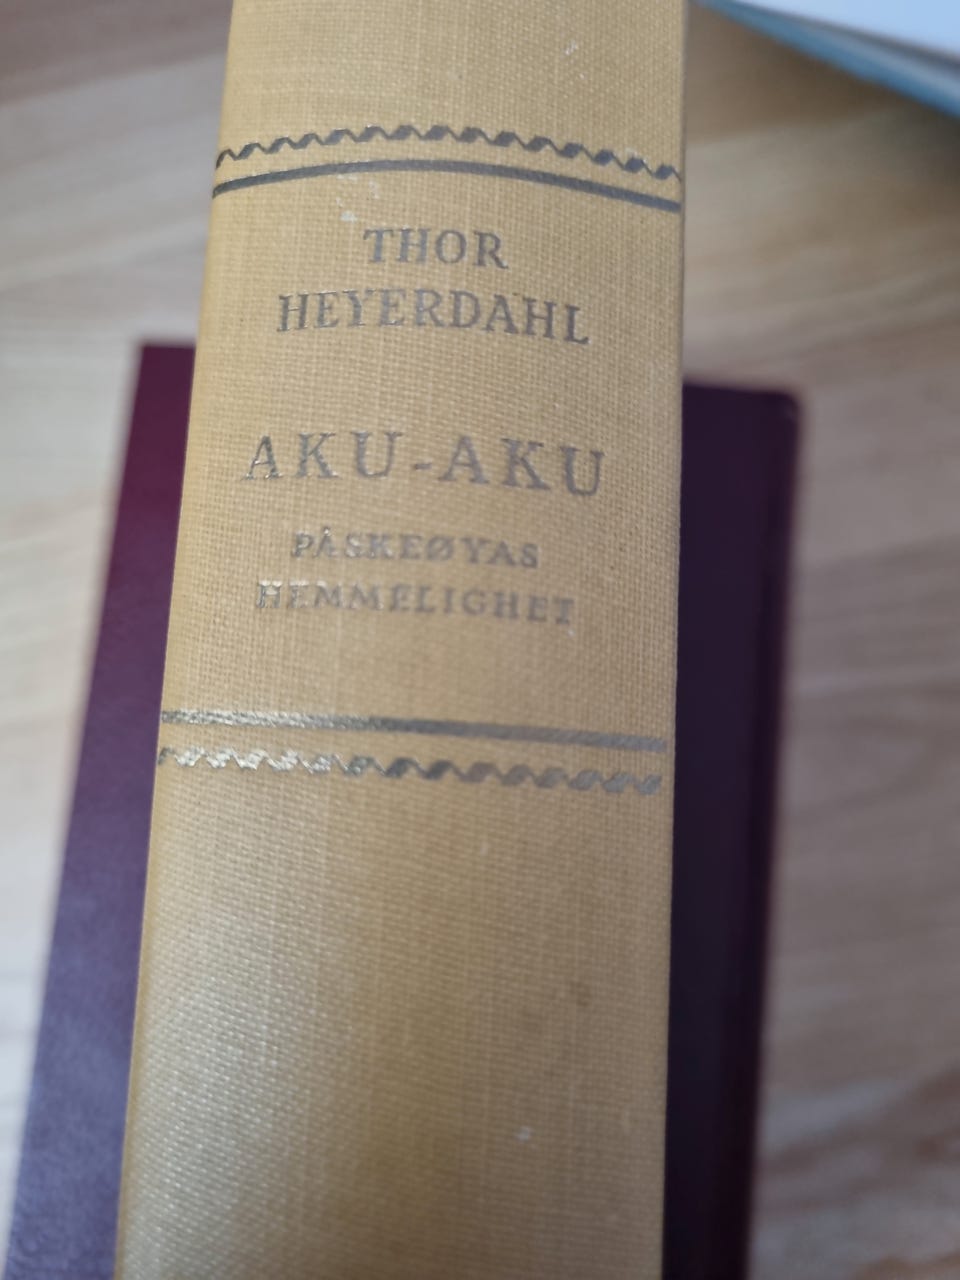 THOR
HEYERDAHL
AKU-AKU
PÅSKEØYAS
HEMMELIGHET